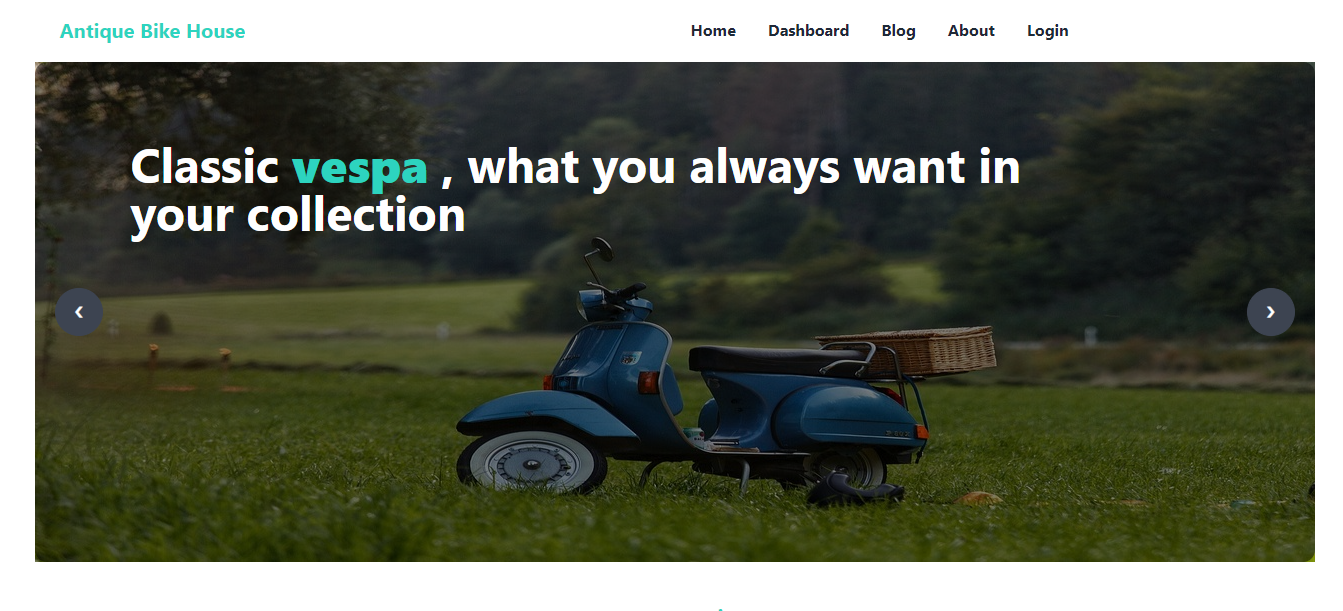 Antique Bike House
Home Dashboard Blog About Login
Classic vespa , what you always want in
your collection
❮ ❯